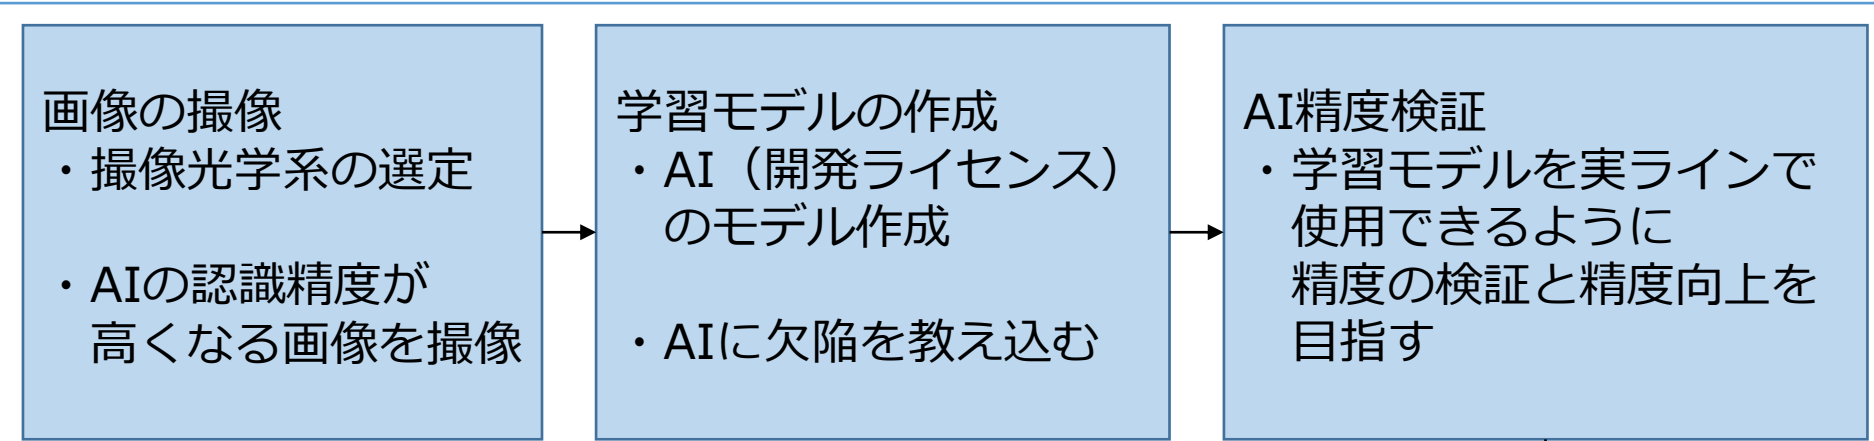 画像の撮像
・撮像光学系の選定
・AIの認識精度が
高くなる画像を撮像
学習モデルの作成
・AI（開発ライセンス）
のモデル作成
・AIに欠陥を教え込む
AI精度検証
・学習モデルを実ラインで
使用できるように
精度の検証と精度向上を
目指す